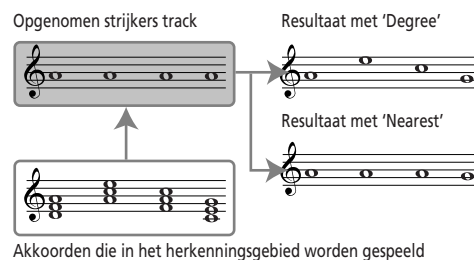 Opgenomen strijkers track
Resultaat met ‘Degree’
Resultaat met ‘Nearest’
Akkoorden die in het herkenningsgebied worden gespeeld